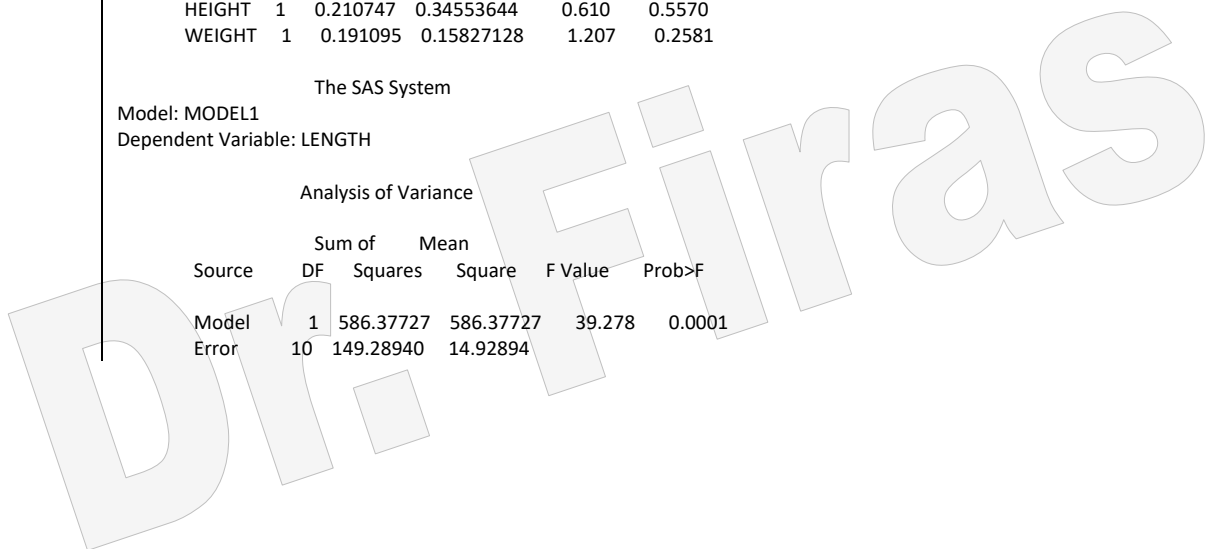 HEIGHT 1 0.210747 0.34553644 0.610 0.5570
WEIGHT 1 0.191095 0.15827128 1.207 0.2581
The SAS System
Model: MODEL1
Dependent Variable: LENGTH
Analysis of Variance
Sum of Mean
Source DF Squares Square F Value Prob>F
Model 1 586.37727 586.37727 39.278 0.0001
Error 10 149.28940 14.92894
Dr. Firas